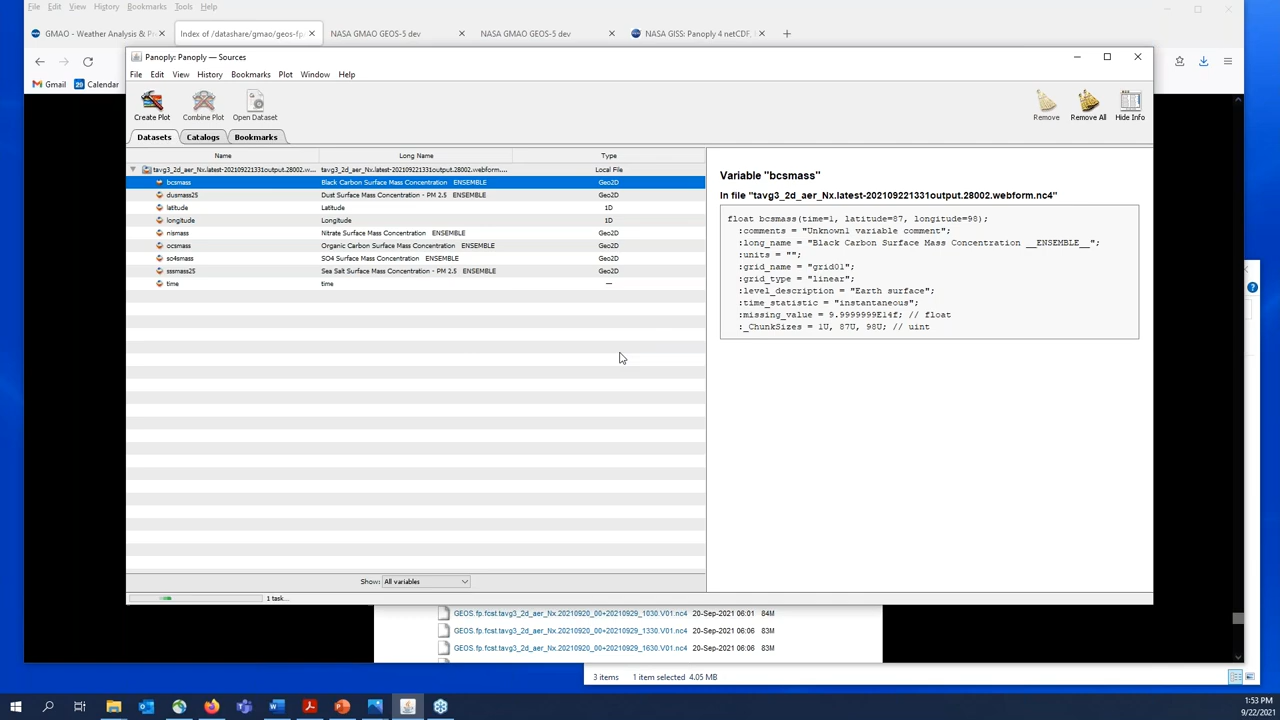 File Edit View History Bookmarks Tools Help
GMAO - Weather Analysis & P
Index of /datashare/gmao/geos-fp
NASA GMAO GEOS-5 dev
NASA GMAO GEOS-5 dev
NASA GISS: Panoply 4 netCDF,
Panoply: Panoply — Sources
File Edit View History Bookmarks Plot Window Help
Gmail
20 Calendar
Create Plot
Combine Plot
Open Dataset
Remove
Remove All
Hide Info
Datasets Catalogs Bookmarks
Name Long Name Type
tavg3_2d_aer_Nx.latest-202109221331output.28002.w... tavg3_2d_aer_Nx.latest-202109221331output.28002.webform.... Local File
bcsmass Black Carbon Surface Mass Concentration ENSEMBLE Geo2D
dusmass25 Dust Surface Mass Concentration - PM 2.5 ENSEMBLE Geo2D
latitude Latitude 1D
longitude Longitude 1D
nismass Nitrate Surface Mass Concentration ENSEMBLE Geo2D
ocsmass Organic Carbon Surface Mass Concentration ENSEMBLE Geo2D
so4smass SO4 Surface Mass Concentration ENSEMBLE Geo2D
sssmass25 Sea Salt Surface Mass Concentration - PM 2.5 ENSEMBLE Geo2D
time time —
Variable "bcsmass"
In file "tavg3_2d_aer_Nx.latest-202109221331output.28002.webform.nc4"
float bcsmass(time=1, latitude=87, longitude=98);
:comments = "Unknown1 variable comment";
:long_name = "Black Carbon Surface Mass Concentration __ENSEMBLE__";
:units = "";
:grid_name = "grid01";
:grid_type = "linear";
:level_description = "Earth surface";
:time_statistic = "instantaneous";
:missing_value = 9.9999999E14f; // float
:_ChunkSizes = 1U, 87U, 98U; // uint
Show: All variables
1 task...
GEOS.fp.fcst.tavg3_2d_aer_Nx.20210920_00+20210929_1030.V01.nc4 20-Sep-2021 06:01 84M
GEOS.fp.fcst.tavg3_2d_aer_Nx.20210920_00+20210929_1330.V01.nc4 20-Sep-2021 06:06 83M
GEOS.fp.fcst.tavg3_2d_aer_Nx.20210920_00+20210929_1630.V01.nc4 20-Sep-2021 06:06 83M
3 items 1 item selected 4.05 MB
1:53 PM
9/22/2021